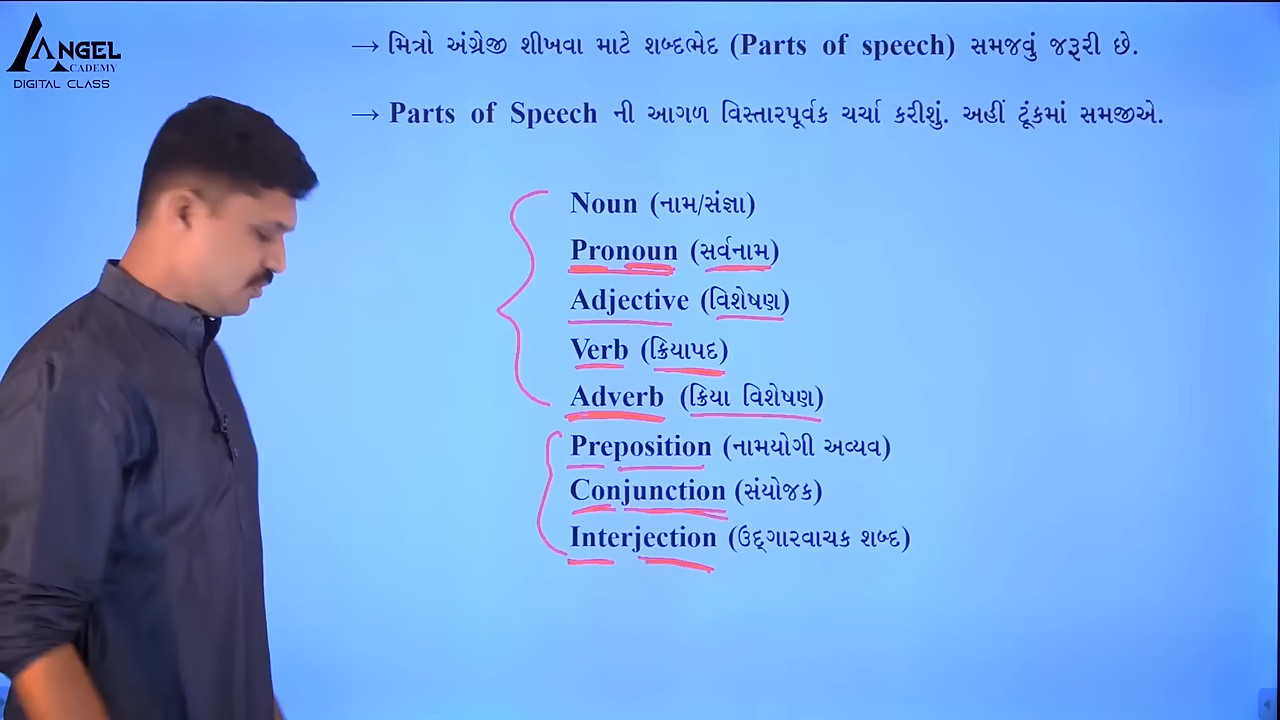 ANGEL
ACADEMY
DIGITAL CLASS
→ મિત્રો અંગ્રેજી શીખવા માટે શબ્દભેદ (Parts of speech) સમજવું જરૂરી છે.
→ Parts of Speech ની આગળ વિસ્તારપૂર્વક ચર્ચા કરીશું. અહીં ટૂંકમાં સમજીએ.
Noun (નામ/સંજ્ઞા)
Pronoun (સર્વનામ)
Adjective (વિશેષણ)
Verb (ક્રિયાપદ)
Adverb (ક્રિયા વિશેષણ)
Preposition (નામયોગી અવ્યવ)
Conjunction (સંયોજક)
Interjection (ઉદ્‌ગારવાચક શબ્દ)